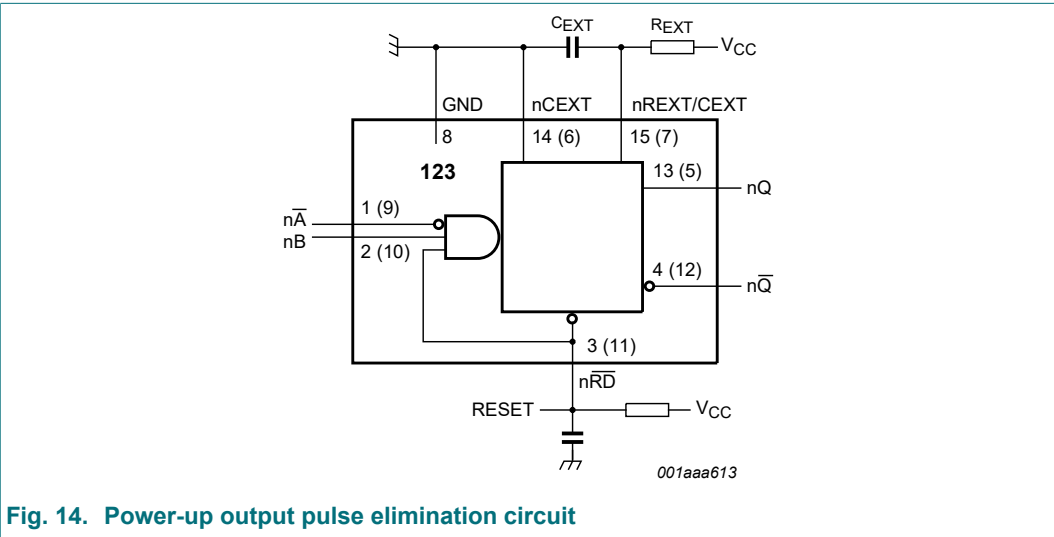 CEXT REXT
VCC
GND nCEXT nREXT/CEXT
8 14 (6) 15 (7)
123 13 (5)
nQ
nA̅ 1 (9)
nB
2 (10)
4 (12)
nQ̅
3 (11)
nR̅D̅
RESET VCC
001aaa613
Fig. 14. Power-up output pulse elimination circuit